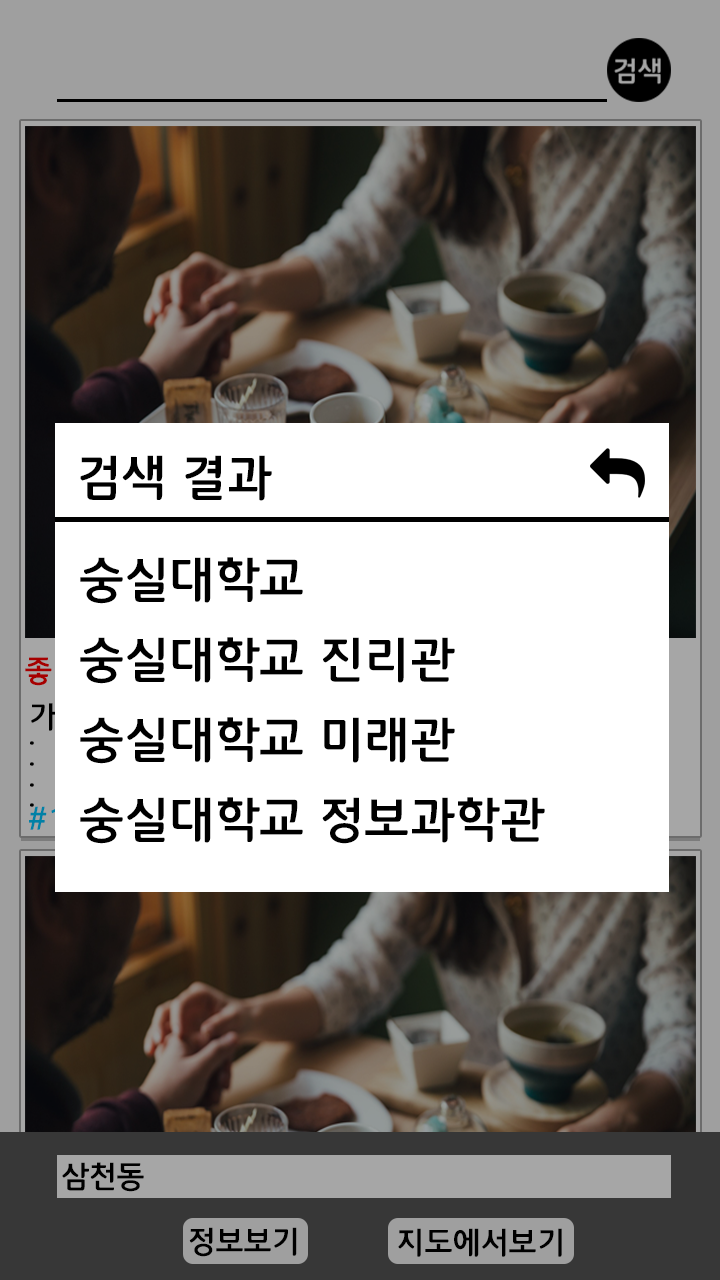 검색
검색 결과
숭실대학교
숭실대학교 진리관
숭실대학교 미래관
숭실대학교 정보과학관
좋
가
.
.
.
.
#
삼천동
정보보기
지도에서보기